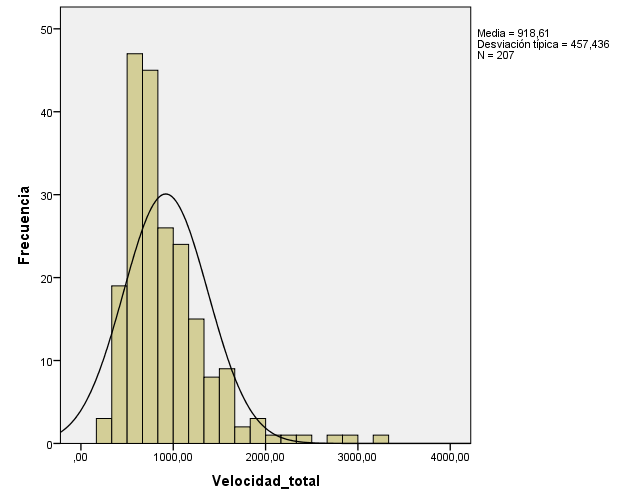 Media = 918,61
Desviación típica = 457,436
N = 207
50
40
30
20
10
0
Frecuencia
,00
1000,00
2000,00
3000,00
4000,00
Velocidad_total